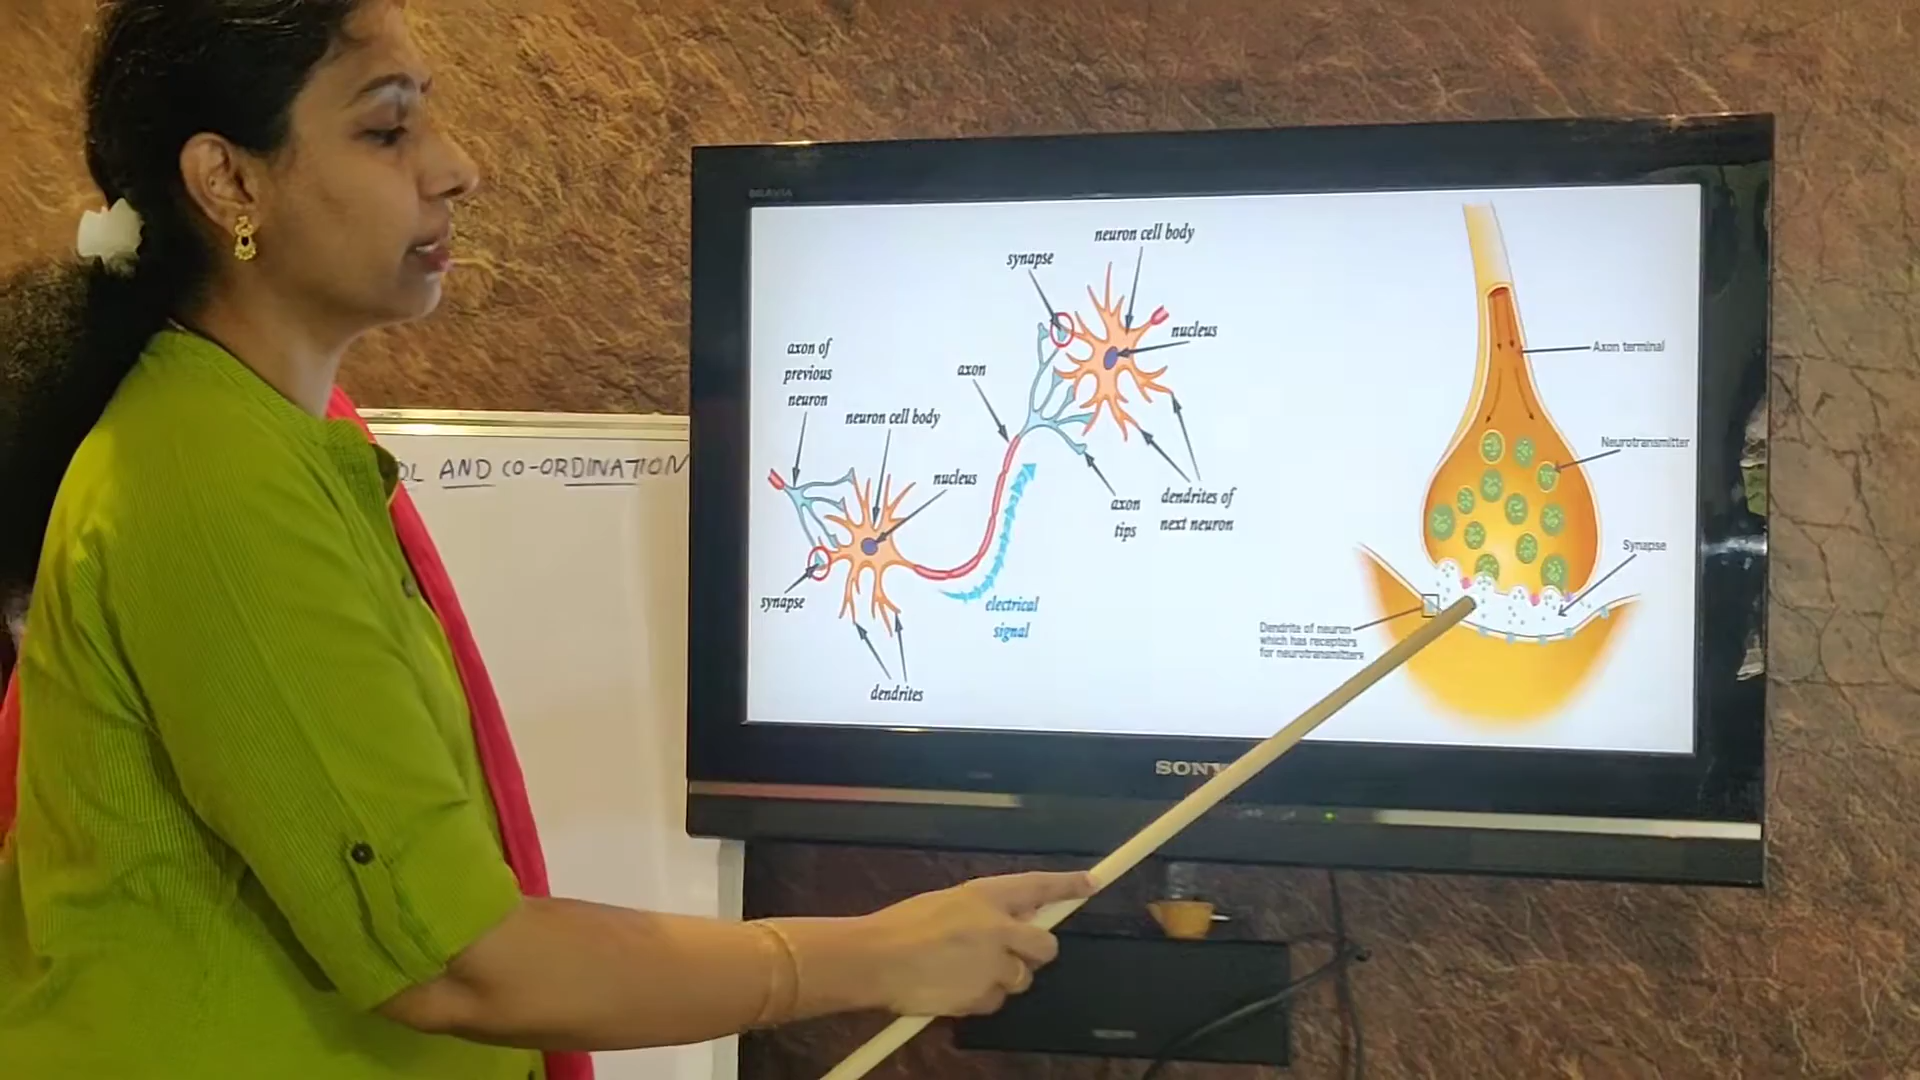 BRAVIA
OL AND CO-ORDINATION
synapse
neuron cell body
nucleus
axon of
previous
neuron
neuron cell body
axon
nucleus
axon
tips
dendrites of
next neuron
synapse
electrical
signal
dendrites
Axon terminal
Neurotransmitter
Synapse
Dendrite of neuron
which has receptors
for neurotransmitters
SONY